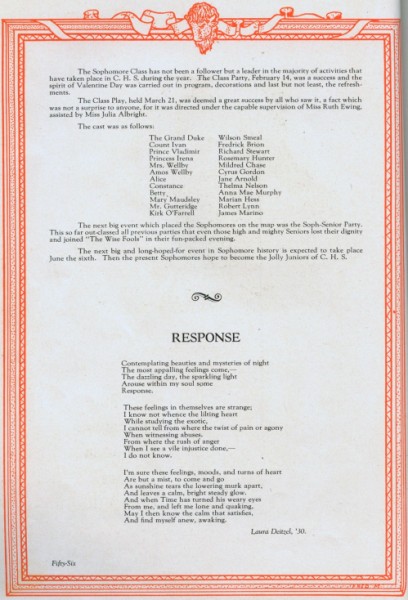 The Sophomore Class has not been a follower but a leader in the majority of activities that
have taken place in C. H. S. during the year. The Class Party, February 14, was a success and the
spirit of Valentine Day was carried out in program, decorations and last but not least, the refresh-
ments.
The Class Play, held March 21, was deemed a great success by all who saw it, a fact which
was not a surprise to anyone, for it was directed under the capable supervision of Miss Ruth Ewing,
assisted by Miss Julia Albright.
The cast was as follows:
The Grand Duke Wilson Smeal
Count Ivan Fredrick Brion
Prince Vladimir Richard Stewart
Princess Irena Rosemary Hunter
Mrs. Wellby Mildred Chase
Amos Wellby Cyrus Gordon
Alice Jane Arnold
Constance Thelma Nelson
Betty Anna Mae Murphy
Mary Maudsley Marian Hess
Mr. Gutteridge Robert Lynn
Kirk O'Farrell James Marino
The next big event which placed the Sophomores on the map was the Soph-Senior Party.
This so far out-classed all previous parties that even those high and mighty Seniors lost their dignity
and joined "The Wise Fools" in their fun-packed evening.
The next big and long-hoped-for event in Sophomore history is expected to take place
June the sixth. Then the present Sophomores hope to become the Jolly Juniors of C. H. S.
RESPONSE
Contemplating beauties and mysteries of night
The most appalling feelings come,—
The dazzling day, the sparkling light
Arouse within my soul some
Response.
These feelings in themselves are strange;
I know not whence the lilting heart
While studying the exotic,
I cannot tell from where the twist of pain or agony
When witnessing abuses,
From where the rush of anger
When I see a vile injustice done,—
I do not know.
I'm sure these feelings, moods, and turns of heart
Are but a mist, to come and go
As sunshine tears the lowering murk apart,
And leaves a calm, bright steady glow.
And when Time has turned his weary eyes
From me, and left me lone and quaking,
May I then know the calm that satisfies,
And find myself anew, awaking.
Laura Deitzel, '30.
Fifty-Six